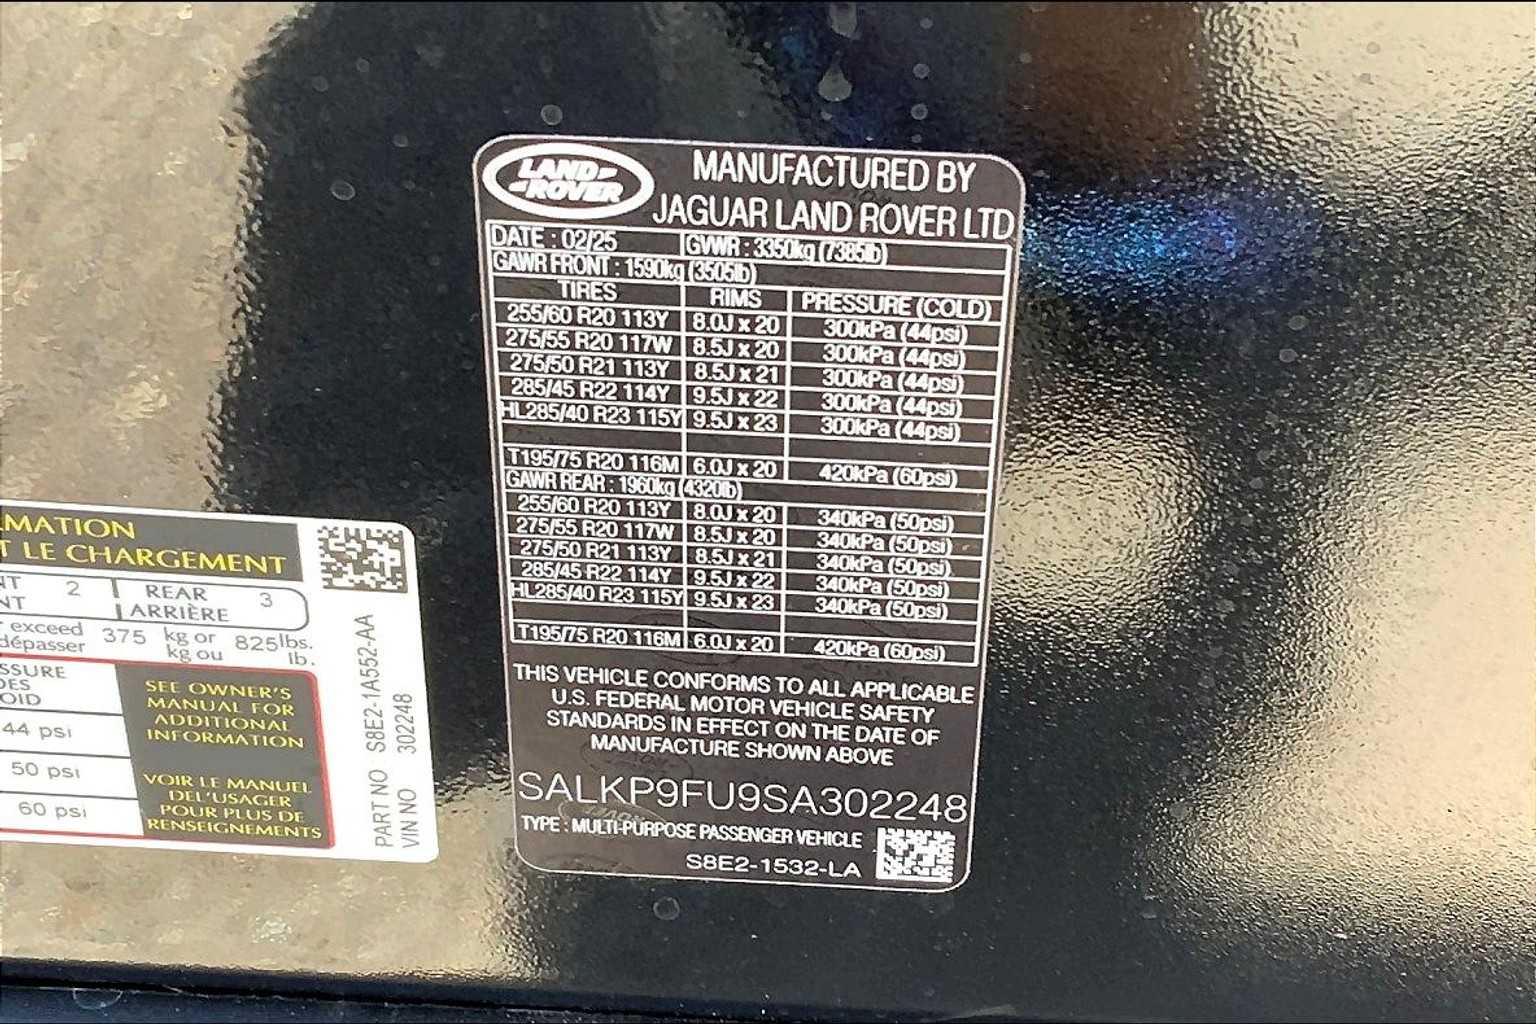 LAND
ROVER
MANUFACTURED BY
JAGUAR LAND ROVER LTD
DATE : 02/25 GVWR : 3350kg (7385lb)
GAWR FRONT : 1590kg (3505lb)
TIRES RIMS PRESSURE (COLD)
255/60 R20 113Y 8.0J x 20 300kPa (44psi)
275/55 R20 117W 8.5J x 20 300kPa (44psi)
275/50 R21 113Y 8.5J x 21 300kPa (44psi)
285/45 R22 114Y 9.5J x 22 300kPa (44psi)
HL285/40 R23 115Y 9.5J x 23 300kPa (44psi)
T195/75 R20 116M 6.0J x 20 420kPa (60psi)
GAWR REAR : 1960kg (4320lb)
255/60 R20 113Y 8.0J x 20 340kPa (50psi)
275/55 R20 117W 8.5J x 20 340kPa (50psi)
275/50 R21 113Y 8.5J x 21 340kPa (50psi)
285/45 R22 114Y 9.5J x 22 340kPa (50psi)
HL285/40 R23 115Y 9.5J x 23 340kPa (50psi)
T195/75 R20 116M 6.0J x 20 420kPa (60psi)
THIS VEHICLE CONFORMS TO ALL APPLICABLE
U.S. FEDERAL MOTOR VEHICLE SAFETY
STANDARDS IN EFFECT ON THE DATE OF
MANUFACTURE SHOWN ABOVE
SALKP9FU9SA302248
TYPE : MULTI-PURPOSE PASSENGER VEHICLE
S8E2-1532-LA
RMATION
T LE CHARGEMENT
NT 2 REAR 3
NT ARRIÈRE
exceed 375 kg or 825lbs.
dépasser kg ou lb.
SSURE
DES
OID
44 psi
50 psi
60 psi
SEE OWNER'S
MANUAL FOR
ADDITIONAL
INFORMATION
VOIR LE MANUEL
DEL'USAGER
POUR PLUS DE
RENSEIGNEMENTS
PART NO S8E2-1A552-AA
VIN NO 302248